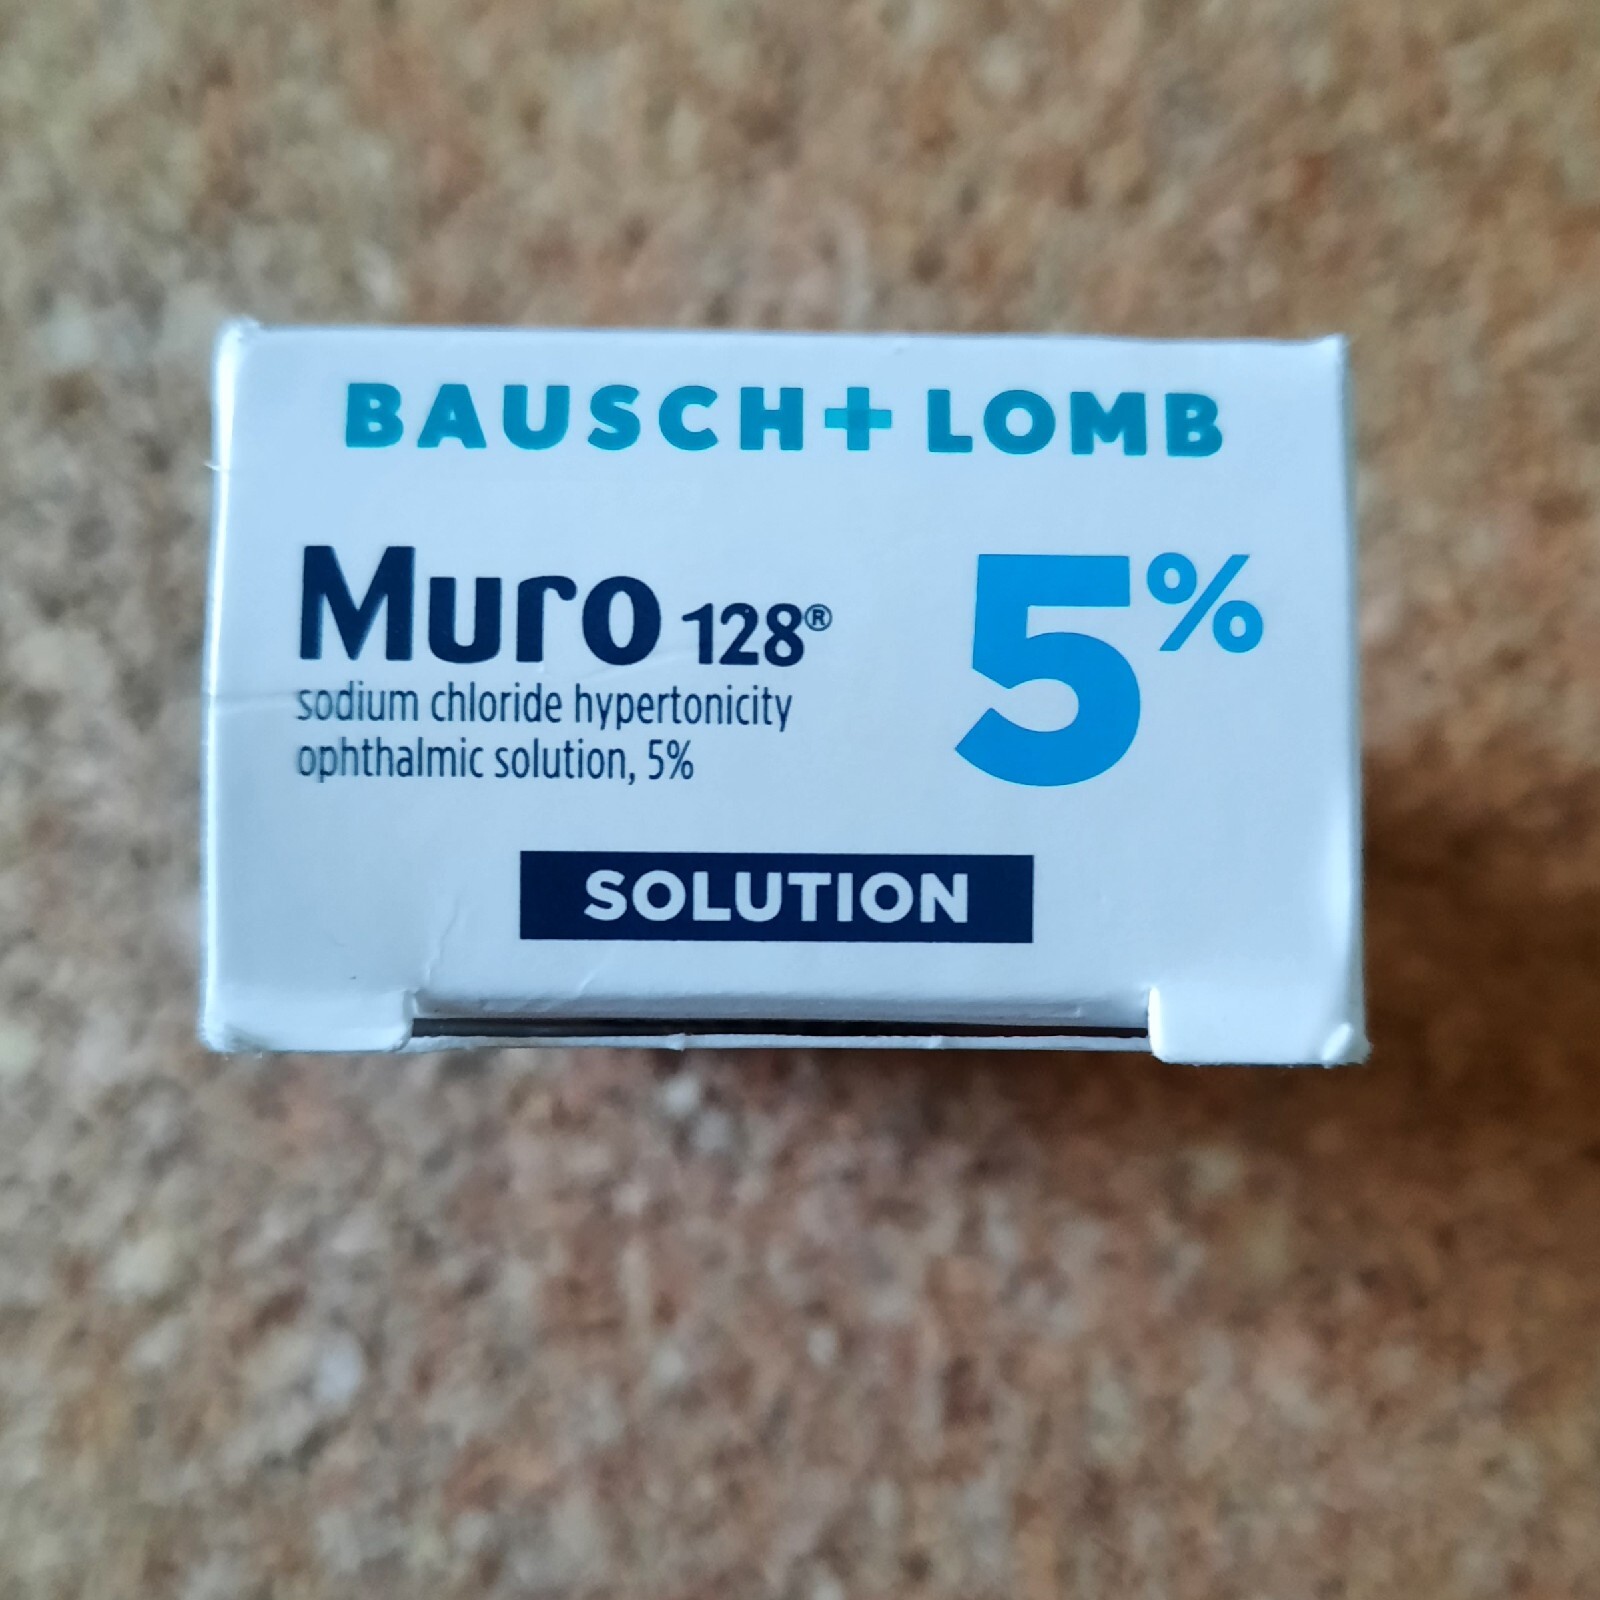 BAUSCH + LOMB
Muro 128® 5%
sodium chloride hypertonicity
ophthalmic solution, 5%
SOLUTION